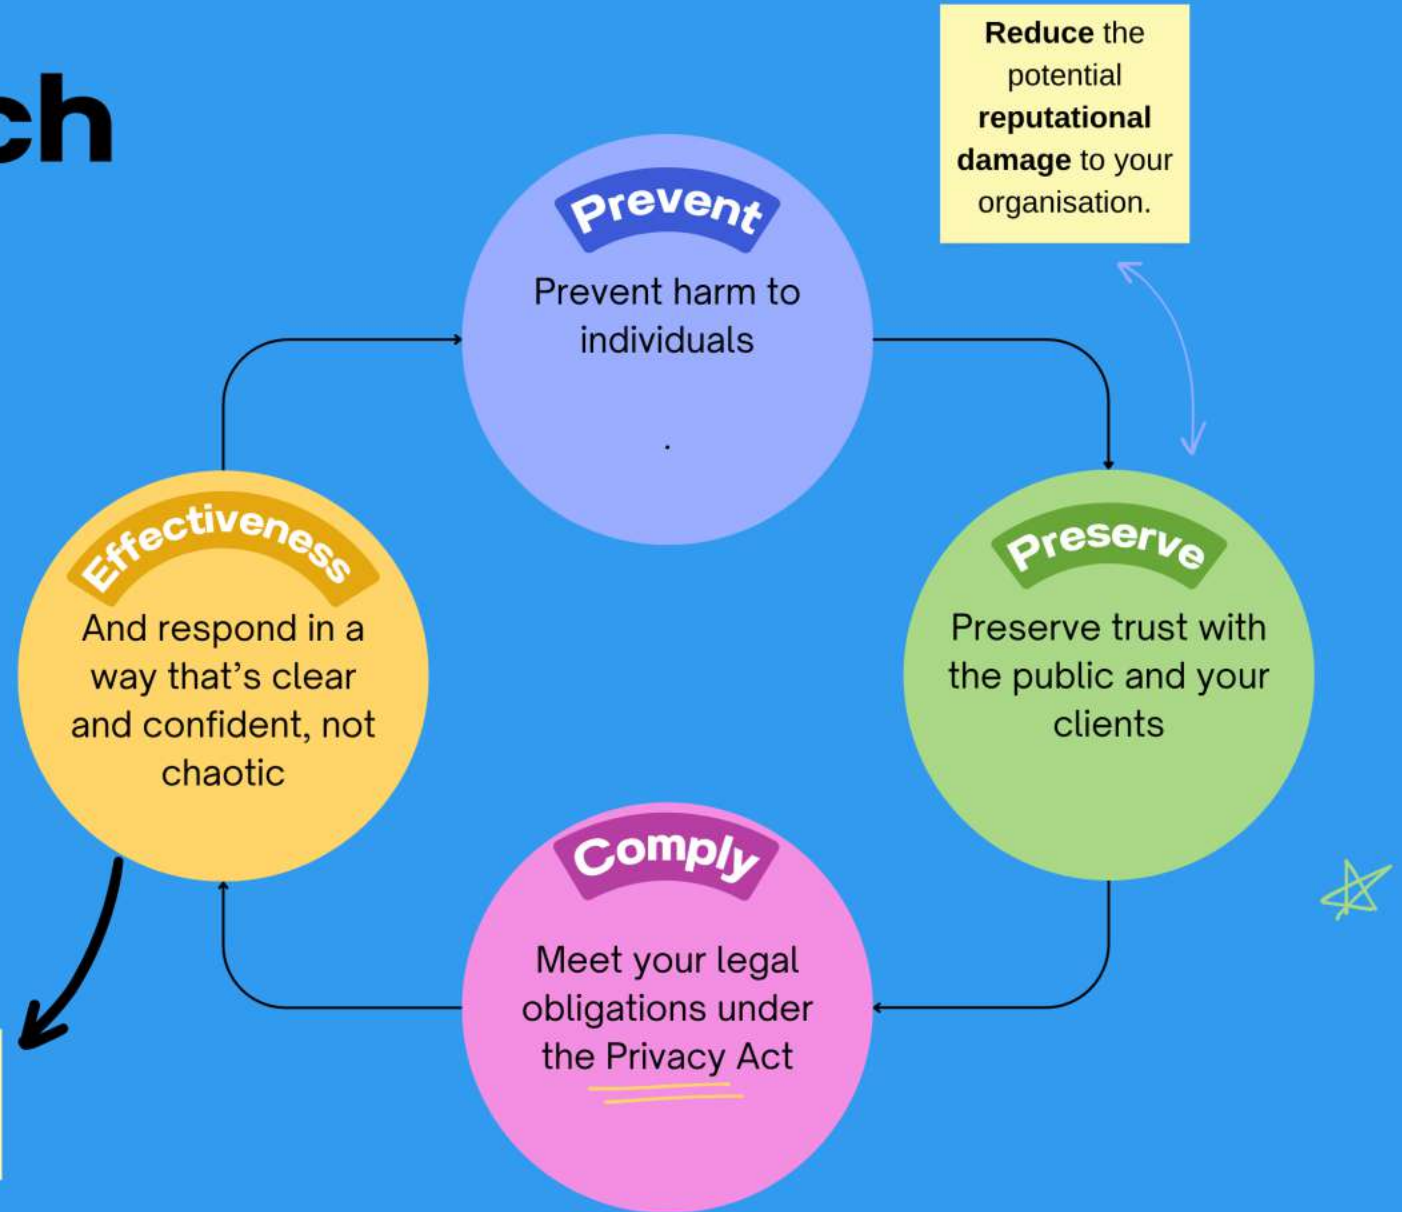 ch
Reduce the
potential
reputational
damage to your
organisation.
Prevent
Prevent harm to
individuals
.
Effectiveness
And respond in a
way that’s clear
and confident, not
chaotic
Preserve
Preserve trust with
the public and your
clients
Comply
Meet your legal
obligations under
the Privacy Act